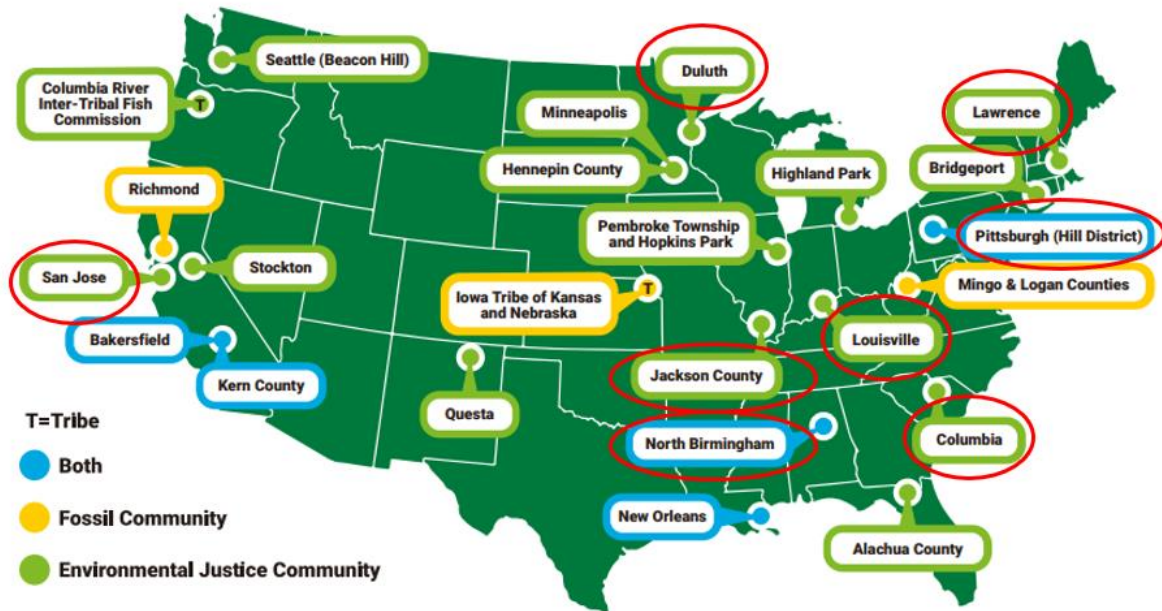 Seattle (Beacon Hill)
Columbia River
Inter-Tribal Fish
Commission
T
Duluth
Minneapolis
Hennepin County
Lawrence
Bridgeport
Highland Park
Richmond
Pembroke Township
and Hopkins Park
Pittsburgh (Hill District)
San Jose
Stockton
T
Iowa Tribe of Kansas
and Nebraska
Mingo & Logan Counties
Bakersfield
Kern County
Louisville
Jackson County
Questa
North Birmingham
Columbia
New Orleans
Alachua County
T=Tribe
Both
Fossil Community
Environmental Justice Community